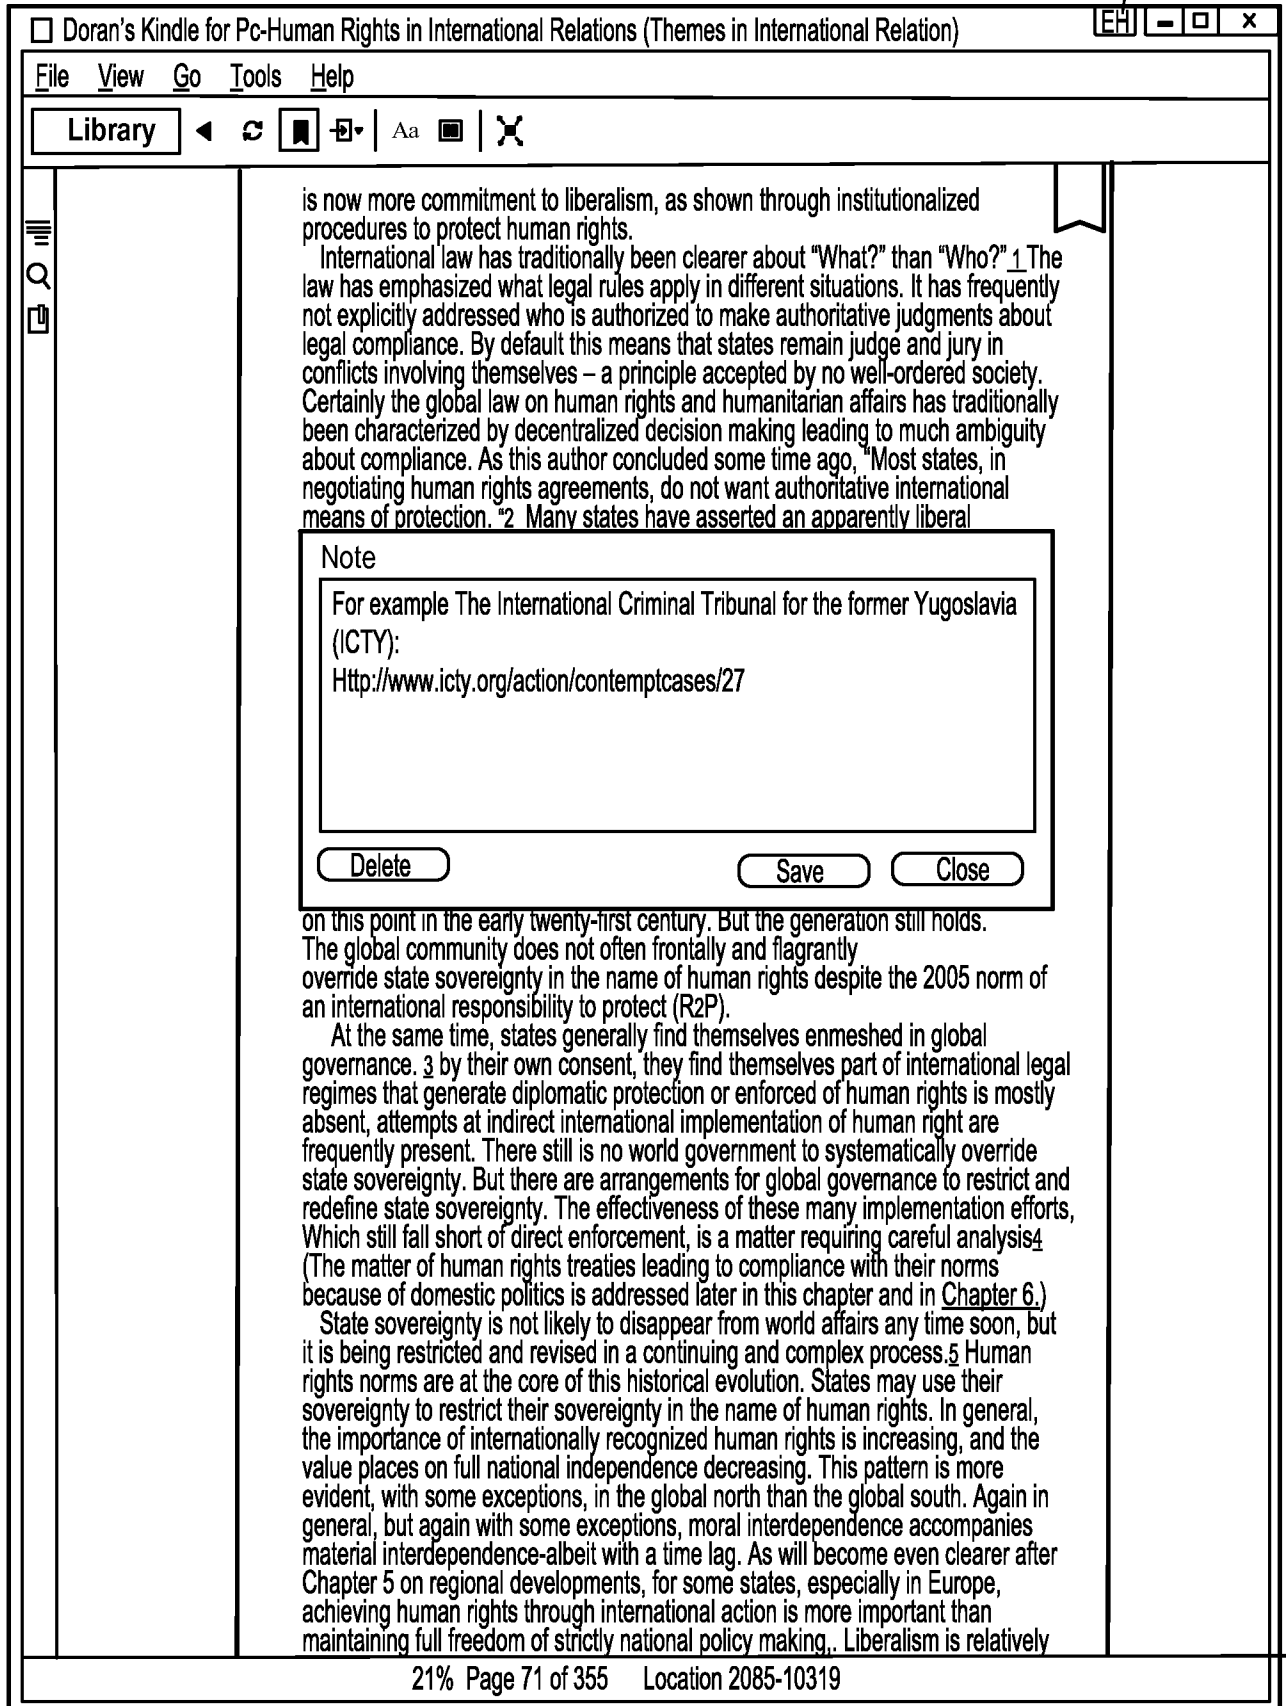 Doran's Kindle for Pc-Human Rights in International Relations (Themes in International Relation)
EH
File View Go Tools Help
Library Aa
is now more commitment to liberalism, as shown through institutionalized
procedures to protect human rights.
International law has traditionally been clearer about "What?" than "Who?" 1 The
law has emphasized what legal rules apply in different situations. It has frequently
not explicitly addressed who is authorized to make authoritative judgments about
legal compliance. By default this means that states remain judge and jury in
conflicts involving themselves – a principle accepted by no well-ordered society.
Certainly the global law on human rights and humanitarian affairs has traditionally
been characterized by decentralized decision making leading to much ambiguity
about compliance. As this author concluded some time ago, "Most states, in
negotiating human rights agreements, do not want authoritative international
means of protection. "2 Many states have asserted an apparently liberal
Note
For example The International Criminal Tribunal for the former Yugoslavia
(ICTY):
Http://www.icty.org/action/contemptcases/27
Delete Save Close
on this point in the early twenty-first century. But the generation still holds.
The global community does not often frontally and flagrantly
override state sovereignty in the name of human rights despite the 2005 norm of
an international responsibility to protect (R2P).
At the same time, states generally find themselves enmeshed in global
governance. 3 by their own consent, they find themselves part of international legal
regimes that generate diplomatic protection or enforced of human rights is mostly
absent, attempts at indirect international implementation of human right are
frequently present. There still is no world government to systematically override
state sovereignty. But there are arrangements for global governance to restrict and
redefine state sovereignty. The effectiveness of these many implementation efforts,
Which still fall short of direct enforcement, is a matter requiring careful analysis4
(The matter of human rights treaties leading to compliance with their norms
because of domestic politics is addressed later in this chapter and in Chapter 6.)
State sovereignty is not likely to disappear from world affairs any time soon, but
it is being restricted and revised in a continuing and complex process.5 Human
rights norms are at the core of this historical evolution. States may use their
sovereignty to restrict their sovereignty in the name of human rights. In general,
the importance of internationally recognized human rights is increasing, and the
value places on full national independence decreasing. This pattern is more
evident, with some exceptions, in the global north than the global south. Again in
general, but again with some exceptions, moral interdependence accompanies
material interdependence-albeit with a time lag. As will become even clearer after
Chapter 5 on regional developments, for some states, especially in Europe,
achieving human rights through international action is more important than
maintaining full freedom of strictly national policy making,. Liberalism is relatively
21% Page 71 of 355 Location 2085-10319